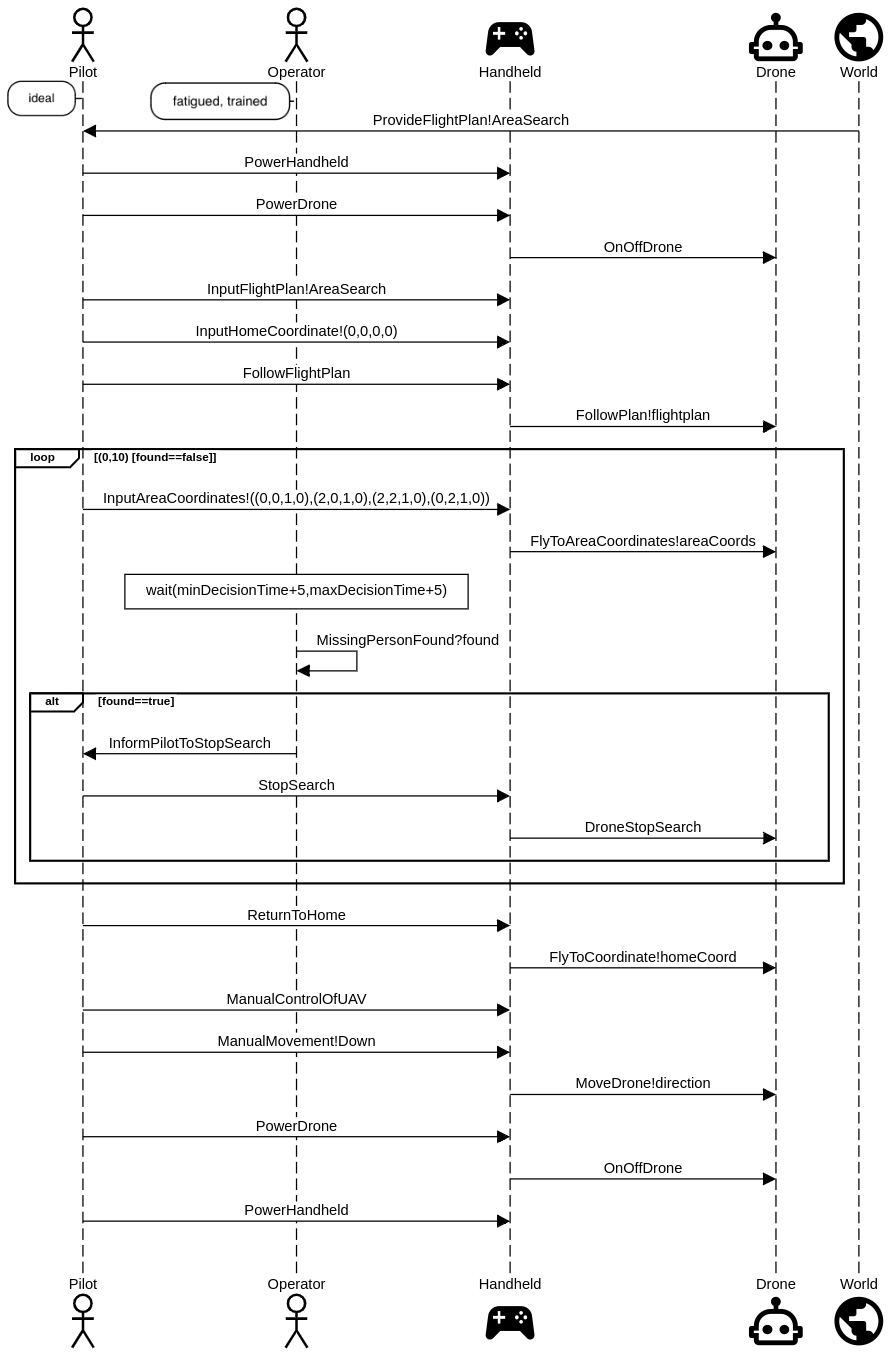 Pilot
Operator
Handheld
Drone
World
ideal
fatigued, trained
ProvideFlightPlan!AreaSearch
PowerHandheld
PowerDrone
OnOffDrone
InputFlightPlan!AreaSearch
InputHomeCoordinate!(0,0,0,0)
FollowFlightPlan
FollowPlan!flightplan
loop
[(0,10) [found==false]]
InputAreaCoordinates!((0,0,1,0),(2,0,1,0),(2,2,1,0),(0,2,1,0))
FlyToAreaCoordinates!areaCoords
wait(minDecisionTime+5,maxDecisionTime+5)
MissingPersonFound?found
alt
[found==true]
InformPilotToStopSearch
StopSearch
DroneStopSearch
ReturnToHome
FlyToCoordinate!homeCoord
ManualControlOfUAV
ManualMovement!Down
MoveDrone!direction
PowerDrone
OnOffDrone
PowerHandheld
Pilot
Operator
Handheld
Drone
World